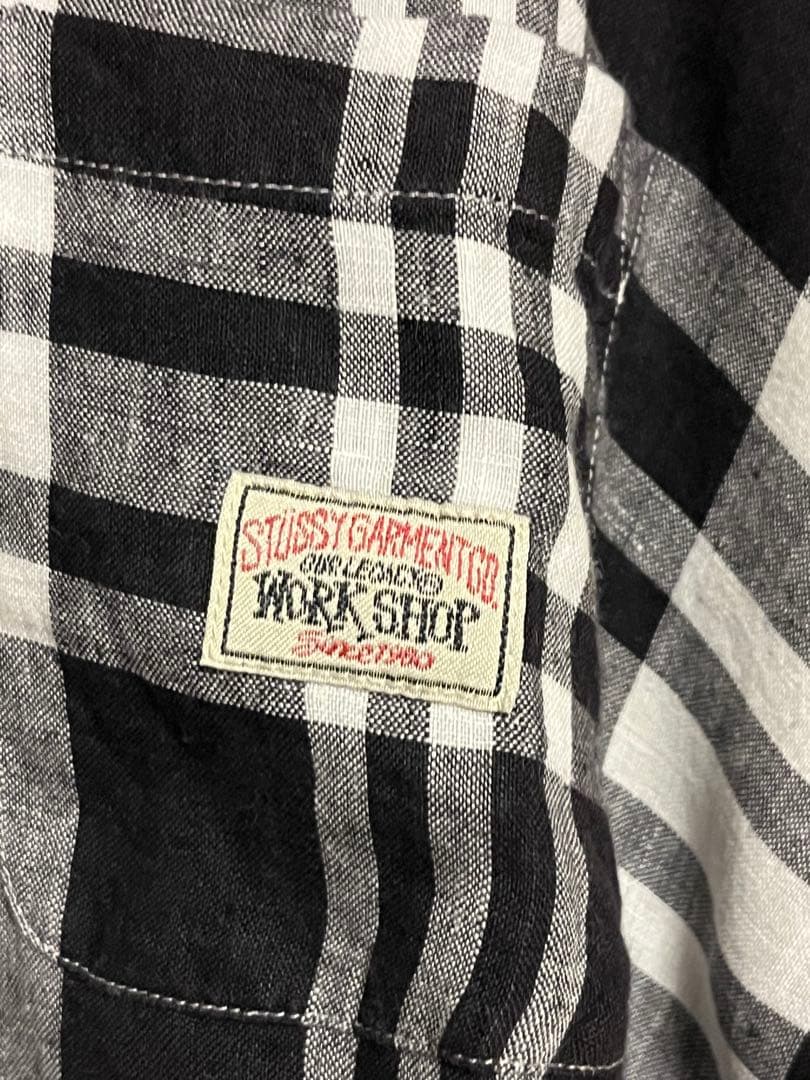 STÜSSY GARMENT CO.
WORK SHOP
SINCE 1980